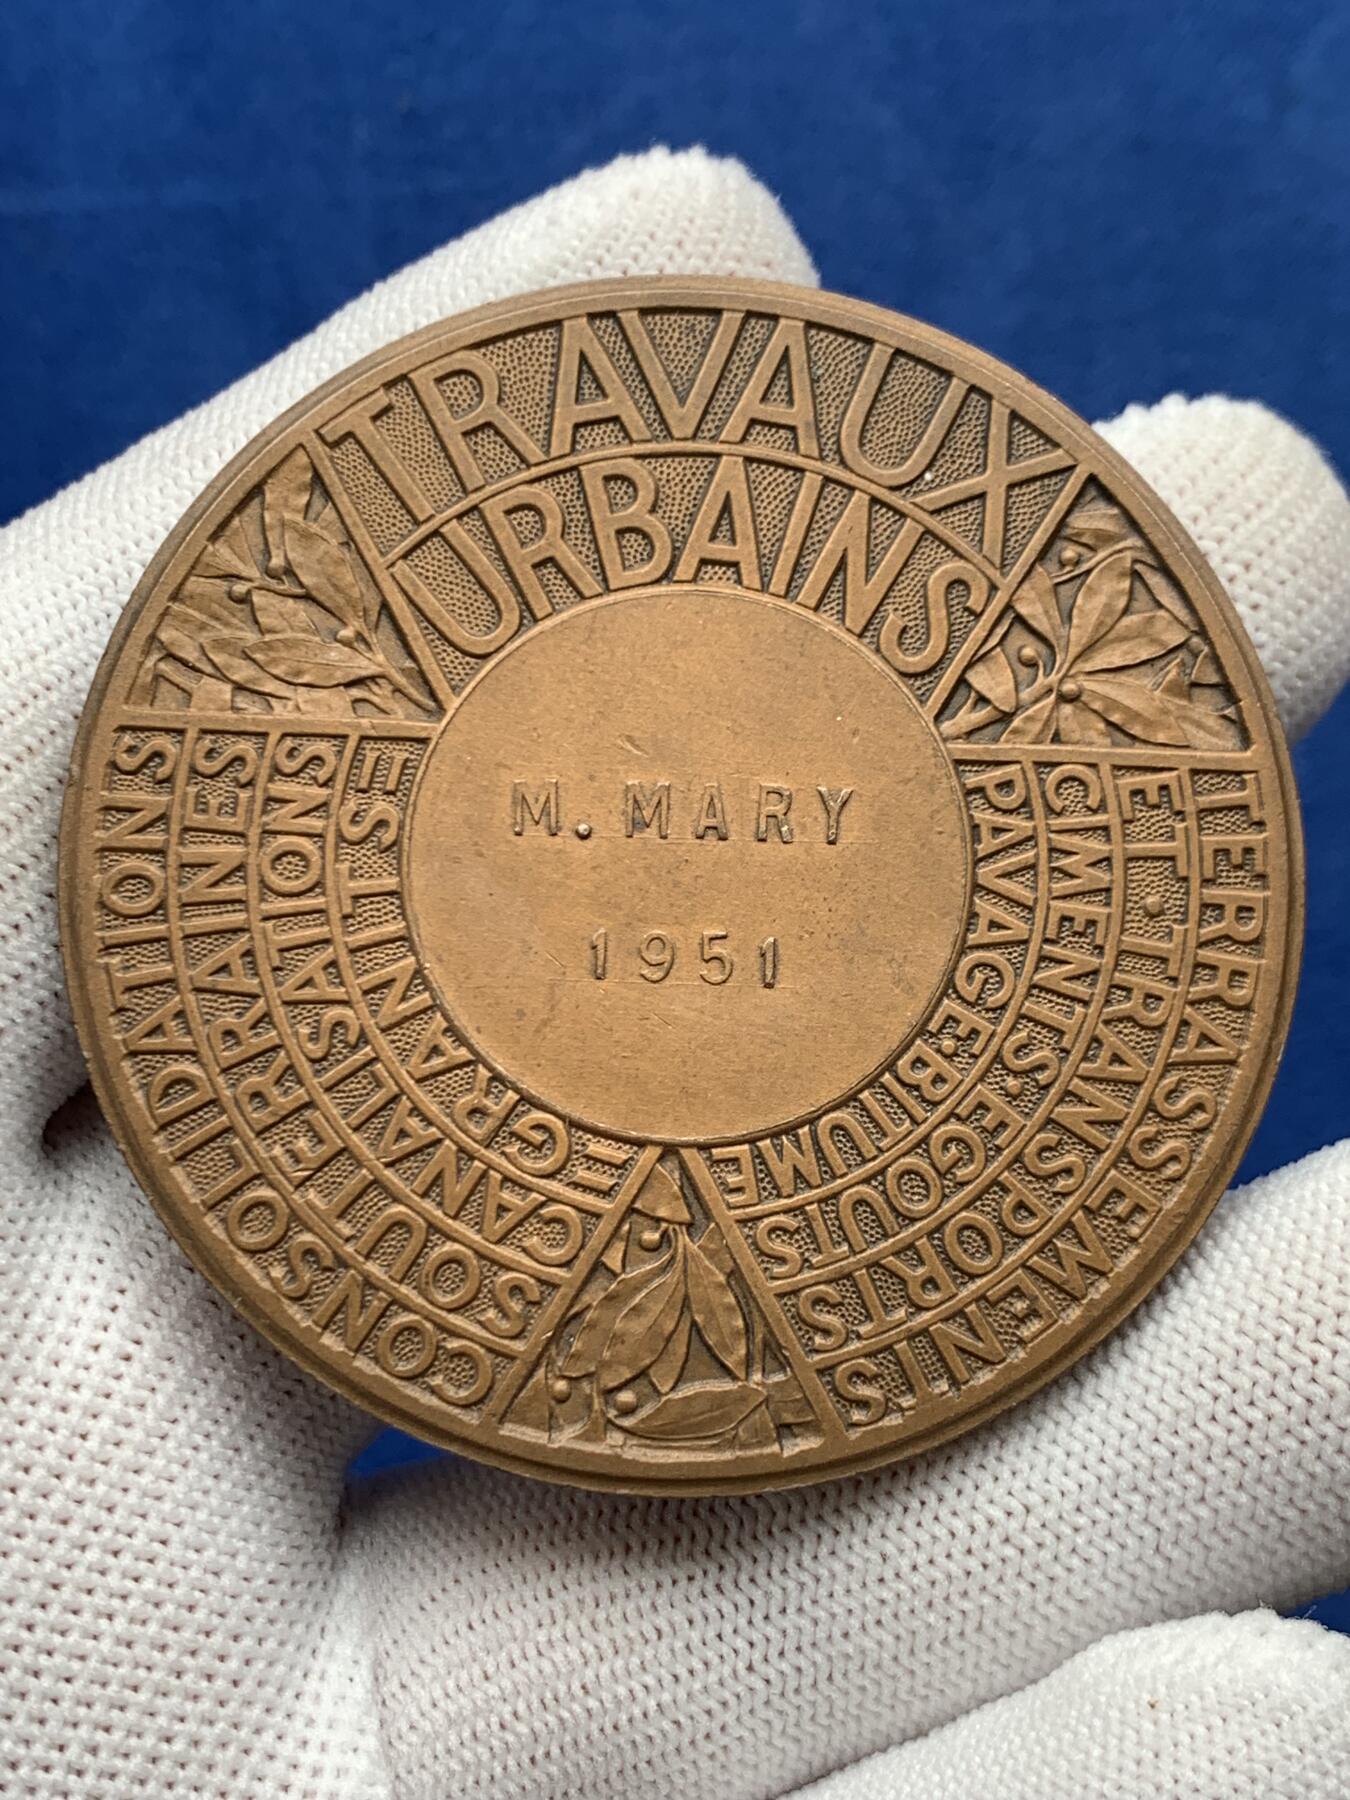 TRAVAUX
URBAINS
M. MARY
1951
TERRASSEMENTS
ET·TRANSPORTS
CIMENTS·EGOUTS
PAVAGE·BITUME
CONSOLIDATIONS
SOUTERRAINES
CANALISATIONS
GRANITS